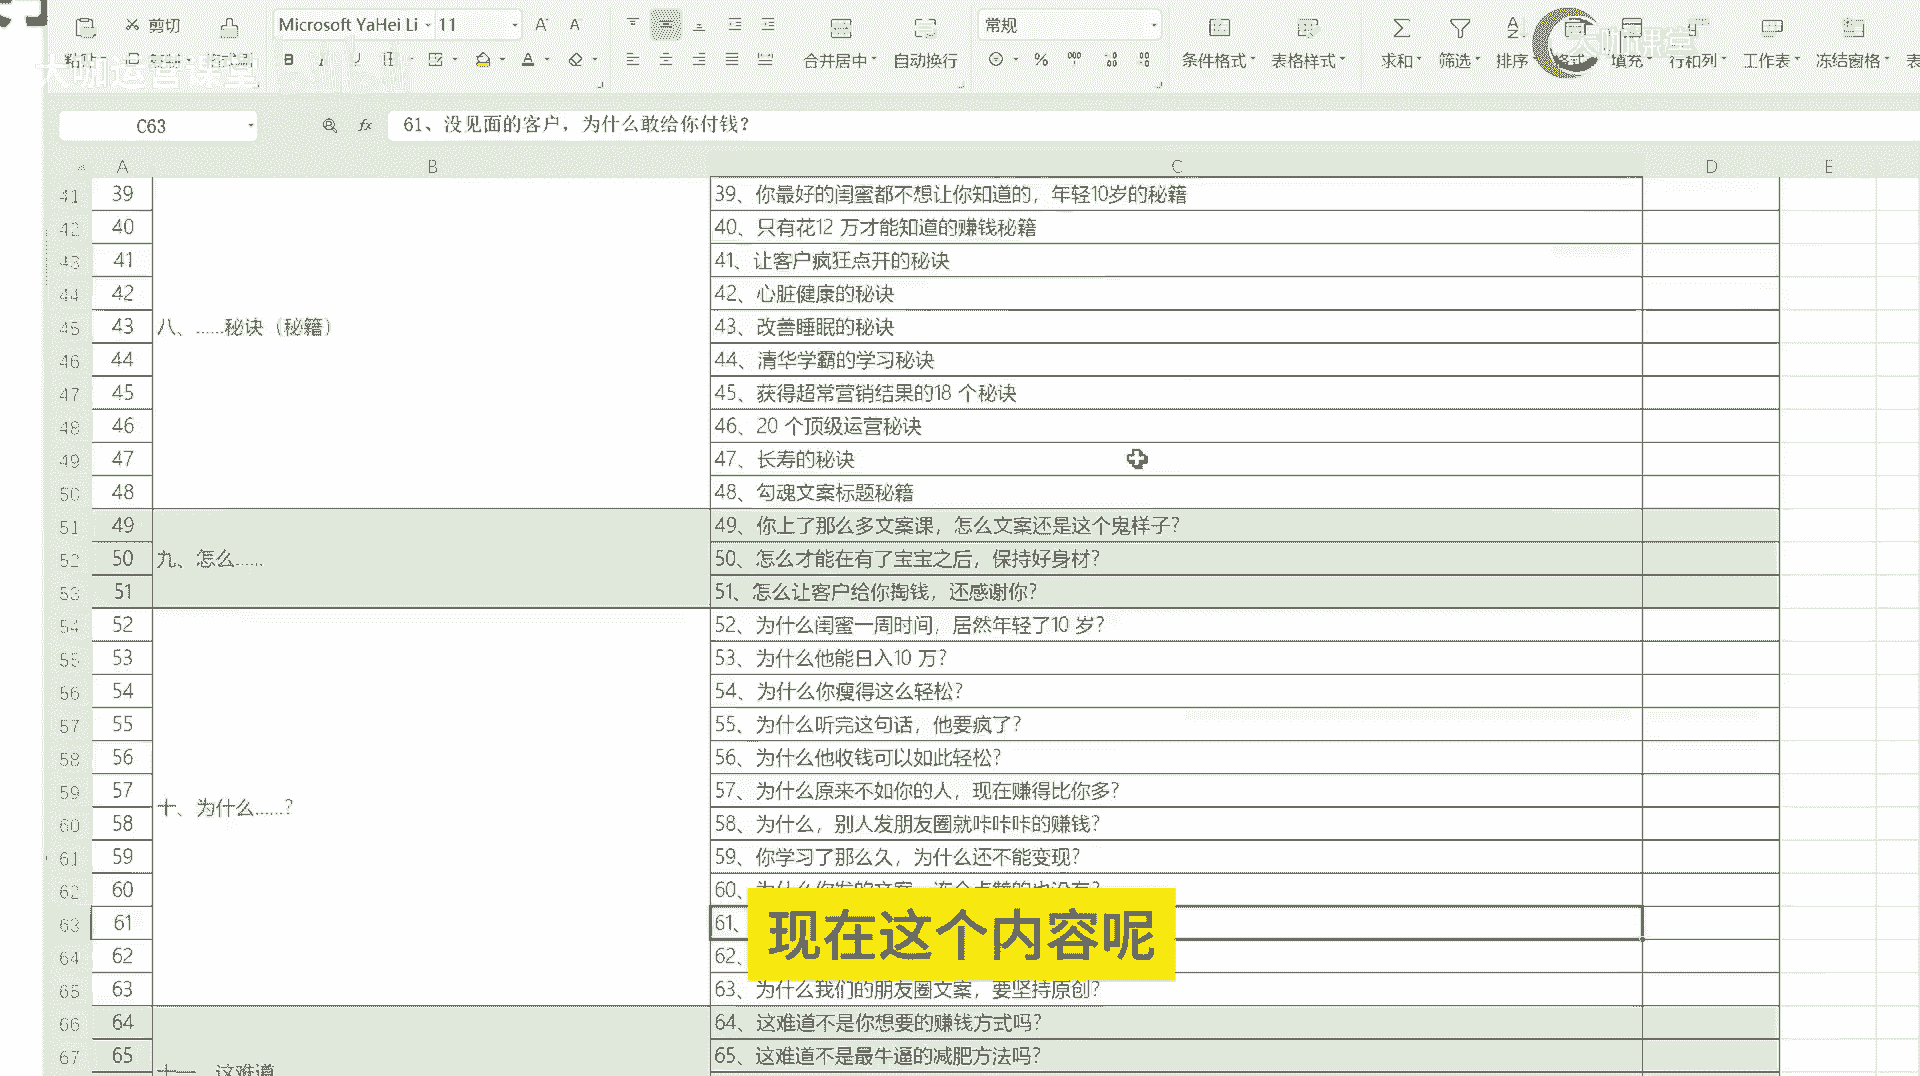 剪切 Microsoft YaHei Li 11 A A 常规
大咖课堂
大咖运营课堂
B I U A 合并居中 自动换行 % 条件格式 表格样式 求和 筛选 排序 格式 填充 行和列 工作表 冻结窗格 表
C63 fx 61、没见面的客户，为什么敢给你付钱？
A B C D E
41 39 39、你最好的闺蜜都不想让你知道的，年轻10岁的秘籍
42 40 40、只有花12 万才能知道的赚钱秘籍
43 41 41、让客户疯狂点开的秘诀
44 42 42、心脏健康的秘诀
45 43 八、……秘诀（秘籍） 43、改善睡眠的秘诀
46 44 44、清华学霸的学习秘诀
47 45 45、获得超常营销结果的18 个秘诀
48 46 46、20 个顶级运营秘诀
49 47 47、长寿的秘诀
50 48 48、勾魂文案标题秘籍
51 49 49、你上了那么多文案课，怎么文案还是这个鬼样子？
52 50 九、怎么…… 50、怎么才能在有了宝宝之后，保持好身材？
53 51 51、怎么让客户给你掏钱，还感谢你？
54 52 52、为什么闺蜜一周时间，居然年轻了10 岁？
55 53 53、为什么他能日入10 万？
56 54 54、为什么你瘦得这么轻松？
57 55 55、为什么听完这句话，他要疯了？
58 56 56、为什么他收钱可以如此轻松？
59 57 57、为什么原来不如你的人，现在赚得比你多？
60 58 十、为什么……？ 58、为什么，别人发朋友圈就咔咔咔的赚钱？
61 59 59、你学习了那么久，为什么还不能变现？
62 60 60、为什么你发的文案，连个点赞的也没有？
63 61 61、
现在这个内容呢
64 62 62、
65 63 63、为什么我们的朋友圈文案，要坚持原创？
66 64 64、这难道不是你想要的赚钱方式吗？
67 65 65、这难道不是最牛逼的减肥方法吗？
十一、这难道